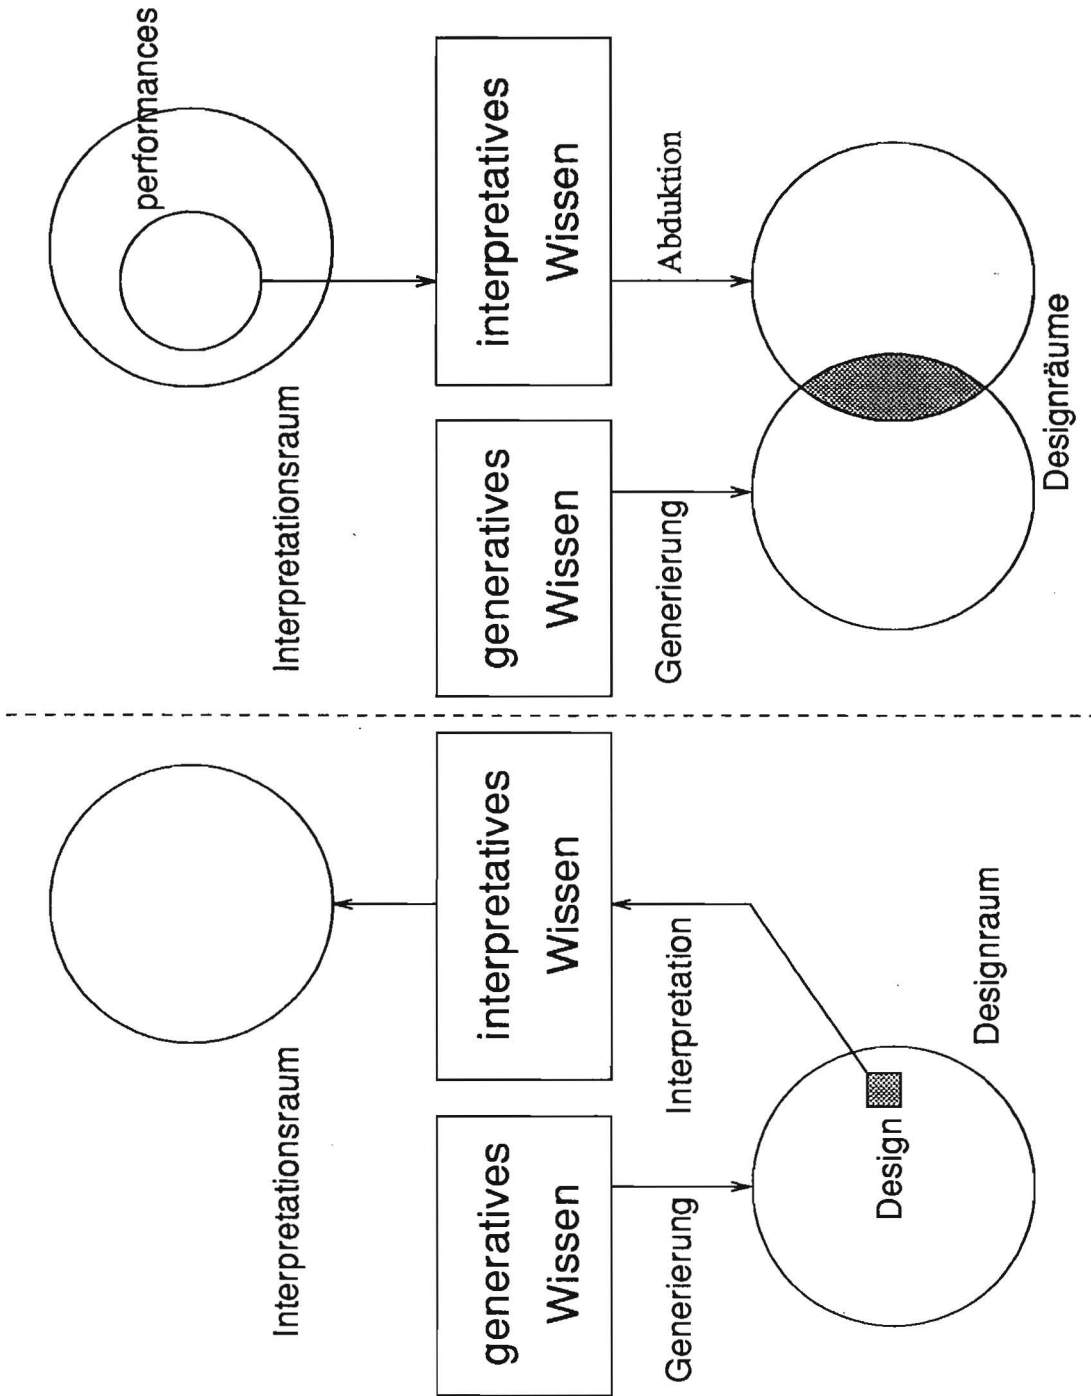 Interpretationsraum
generatives
Wissen
interpretatives
Wissen
Generierung
Interpretation
Design
Designraum
performances
Interpretationsraum
generatives
Wissen
interpretatives
Wissen
Generierung
Abduktion
Designräume